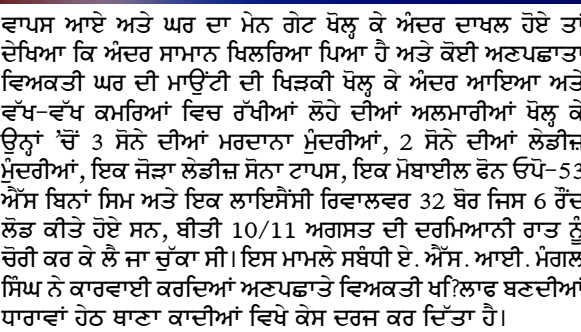 ਵਾਪਸ ਆਏ ਅਤੇ ਘਰ ਦਾ ਮੇਨ ਗੇਟ ਖੋਲ੍ਹ ਕੇ ਅੰਦਰ ਦਾਖਲ ਹੋਏ ਤਾਂ
ਦੇਖਿਆ ਕਿ ਅੰਦਰ ਸਾਮਾਨ ਖਿਲਰਿਆ ਪਿਆ ਹੈ ਅਤੇ ਕੋਈ ਅਣਪਛਾਤਾ
ਵਿਅਕਤੀ ਘਰ ਦੀ ਮਾਉਂਟੀ ਦੀ ਖਿੜਕੀ ਖੋਲ੍ਹ ਕੇ ਅੰਦਰ ਆਇਆ ਅਤੇ
ਵੱਖ-ਵੱਖ ਕਮਰਿਆਂ ਵਿਚ ਰੱਖੀਆਂ ਲੋਹੇ ਦੀਆਂ ਅਲਮਾਰੀਆਂ ਖੋਲ੍ਹ ਕੇ
ਉਨ੍ਹਾਂ ’ਚੋਂ 3 ਸੋਨੇ ਦੀਆਂ ਮਰਦਾਨਾ ਮੁੰਦਰੀਆਂ, 2 ਸੋਨੇ ਦੀਆਂ ਲੇਡੀਜ਼
ਮੁੰਦਰੀਆਂ, ਇਕ ਜੋੜਾ ਲੇਡੀਜ਼ ਸੋਨਾ ਟਾਪਸ, ਇਕ ਮੋਬਾਈਲ ਫੋਨ ਓਪੋ-53
ਐੱਸ ਬਿਨਾਂ ਸਿਮ ਅਤੇ ਇਕ ਲਾਇਸੈਂਸੀ ਰਿਵਾਲਵਰ 32 ਬੋਰ ਜਿਸ 6 ਰੌਂਦ
ਲੋਡ ਕੀਤੇ ਹੋਏ ਸਨ, ਬੀਤੀ 10/11 ਅਗਸਤ ਦੀ ਦਰਮਿਆਨੀ ਰਾਤ ਨੂੰ
ਚੋਰੀ ਕਰ ਕੇ ਲੈ ਜਾ ਚੁੱਕਾ ਸੀ। ਇਸ ਮਾਮਲੇ ਸਬੰਧੀ ਏ. ਐੱਸ. ਆਈ. ਮੰਗਲ
ਸਿੰਘ ਨੇ ਕਾਰਵਾਈ ਕਰਦਿਆਂ ਅਣਪਛਾਤੇ ਵਿਅਕਤੀ ਖ਼ਿਲਾਫ ਬਣਦੀਆਂ
ਧਾਰਾਵਾਂ ਹੇਠ ਥਾਣਾ ਕਾਦੀਆਂ ਵਿਖੇ ਕੇਸ ਦਰਜ ਕਰ ਦਿੱਤਾ ਹੈ।